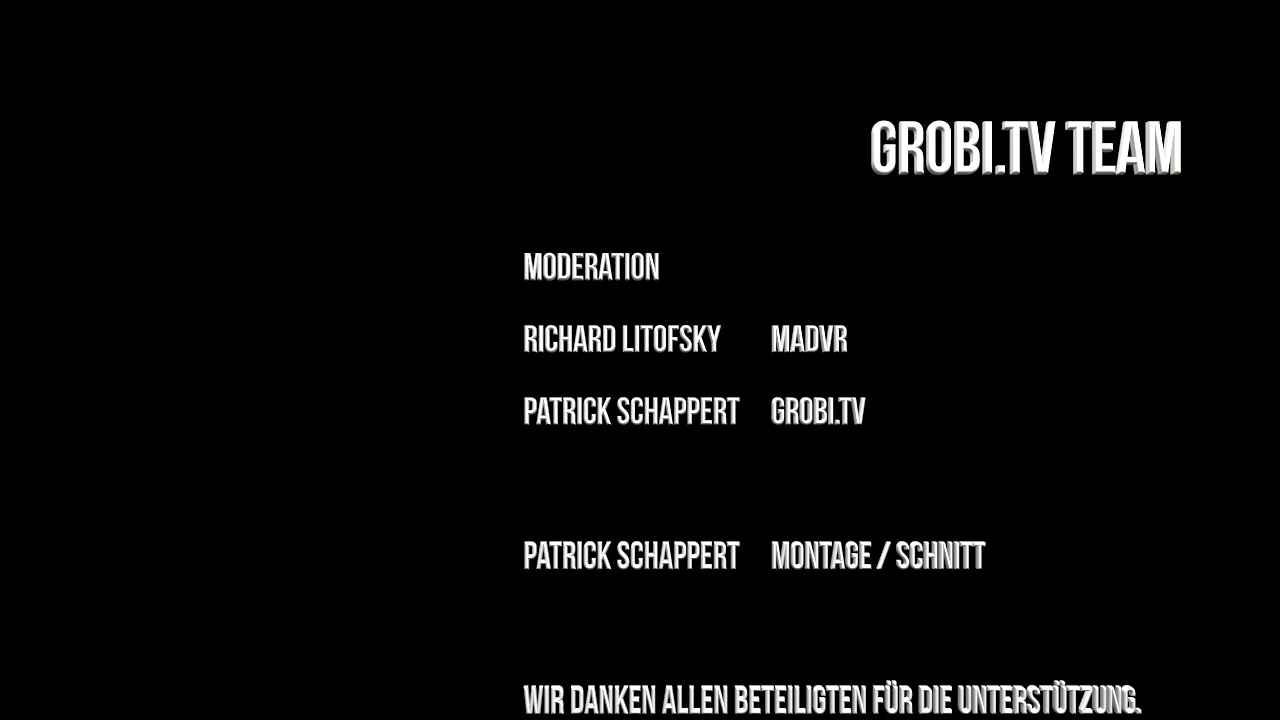 GROBI.TV TEAM
MODERATION
RICHARD LITOFSKY MADVR
PATRICK SCHAPPERT GROBI.TV
PATRICK SCHAPPERT MONTAGE / SCHNITT
WIR DANKEN ALLEN BETEILIGTEN FÜR DIE UNTERSTÜTZUNG.